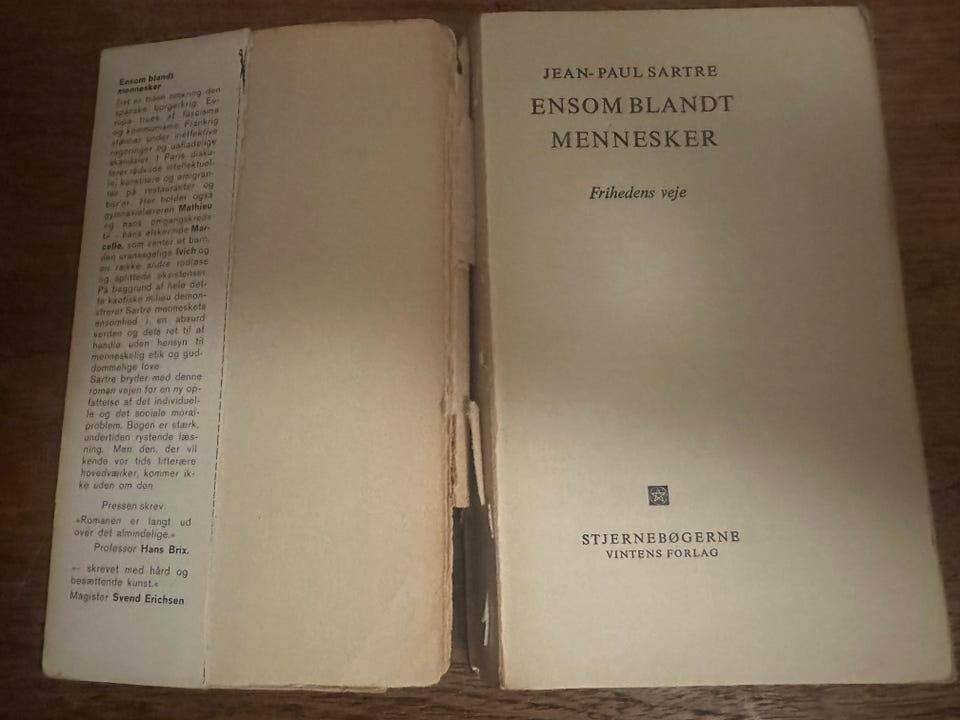 Ensom blandt
mennesker
Det er tiden omkring den
spanske borgerkrig. Eu-
ropa trues af fascisme
og kommunisme. Frankrig
stønner under ineffektive
regeringer og uafladelige
skandaler. I Paris disku-
terer rådvilde intellektuel-
le, kunstnere og emigran-
ter på restauranter og
bar'er. Her holder også
gymnasielæreren Mathieu
og hans omgangskreds
til - hans elskerinde Mar-
celle, som venter et barn,
den uransagelige Ivich og
en række andre rodløse
og splittede eksistenser.
På baggrund af hele det-
te kaotiske miljø demon-
strerer Sartre menneskets
ensomhed i en absurd
verden og dets ret til at
handle uden hensyn til
menneskelig etik og gud-
dommelige love
Sartre bryder med denne
roman vejen for en ny op-
fattelse af det individuel-
le og det sociale moral-
problem. Bogen er stærk,
undertiden rystende læs-
ning. Men den, der vil
kende vor tids litterære
hovedværker, kommer ik-
ke uden om den
Pressen skrev:
»Romanen er langt ud
over det almindelige.«
Professor Hans Brix.
»- skrevet med hård og
besættende kunst.«
Magister Svend Erichsen
JEAN-PAUL SARTRE
ENSOM BLANDT
MENNESKER
Frihedens veje
STJERNEBØGERNE
VINTENS FORLAG